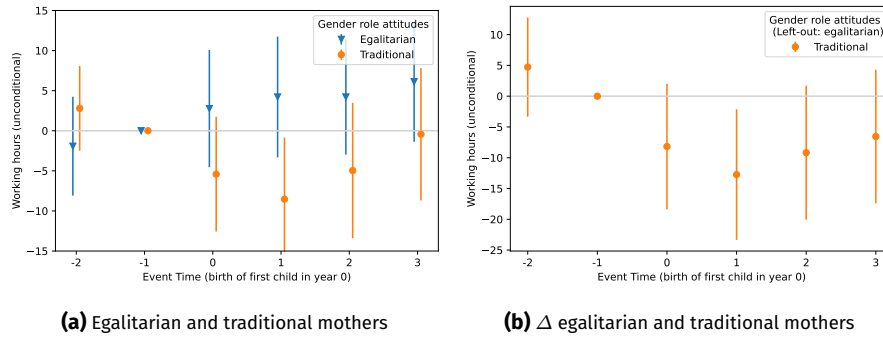 Gender role attitudes
Egalitarian
Traditional
Working hours (unconditional)
15
10
5
0
−5
−10
−15
-2
-1
0
1
2
3
Event Time (birth of first child in year 0)
(a) Egalitarian and traditional mothers
Gender role attitudes
(Left-out: egalitarian)
Traditional
Working hours (unconditional)
10
5
0
−5
−10
−15
−20
−25
-2
-1
0
1
2
3
Event Time (birth of first child in year 0)
(b) Δ egalitarian and traditional mothers